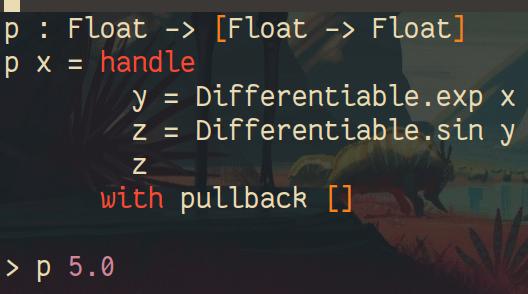 p : Float -> [Float -> Float]
p x = handle
        y = Differentiable.exp x
        z = Differentiable.sin y
        z
      with pullback []

> p 5.0